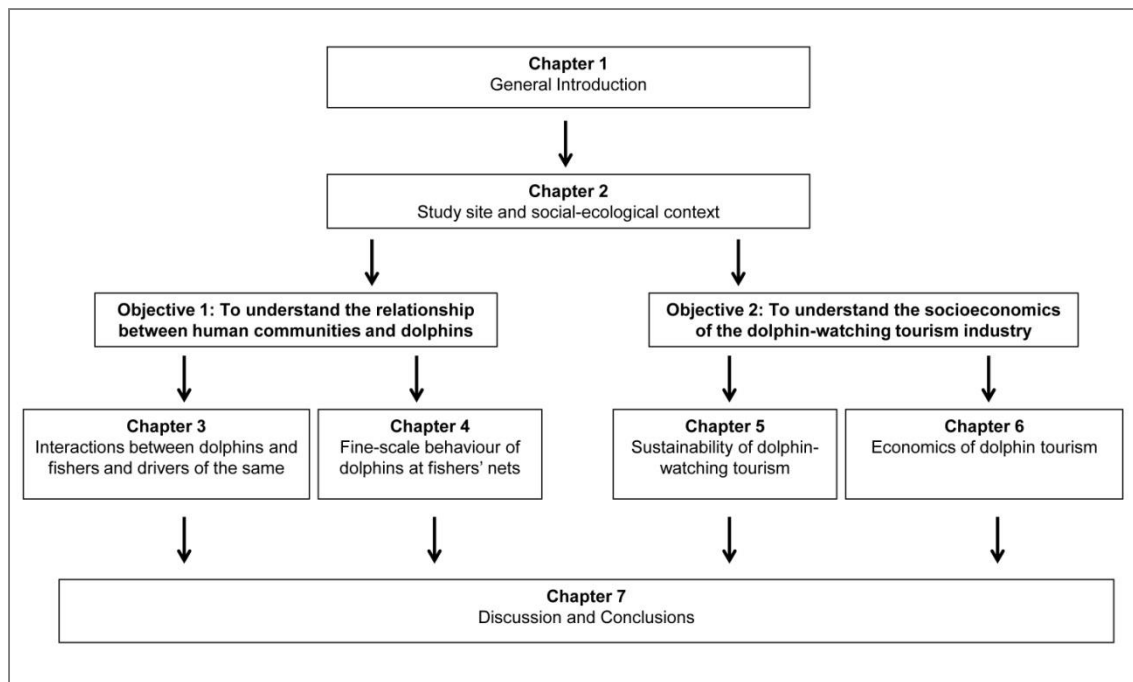 Chapter 1
General Introduction
Chapter 2
Study site and social-ecological context
Objective 1: To understand the relationship
between human communities and dolphins
Objective 2: To understand the socioeconomics
of the dolphin-watching tourism industry
Chapter 3
Interactions between dolphins and
fishers and drivers of the same
Chapter 4
Fine-scale behaviour of
dolphins at fishers’ nets
Chapter 5
Sustainability of dolphin-
watching tourism
Chapter 6
Economics of dolphin tourism
Chapter 7
Discussion and Conclusions